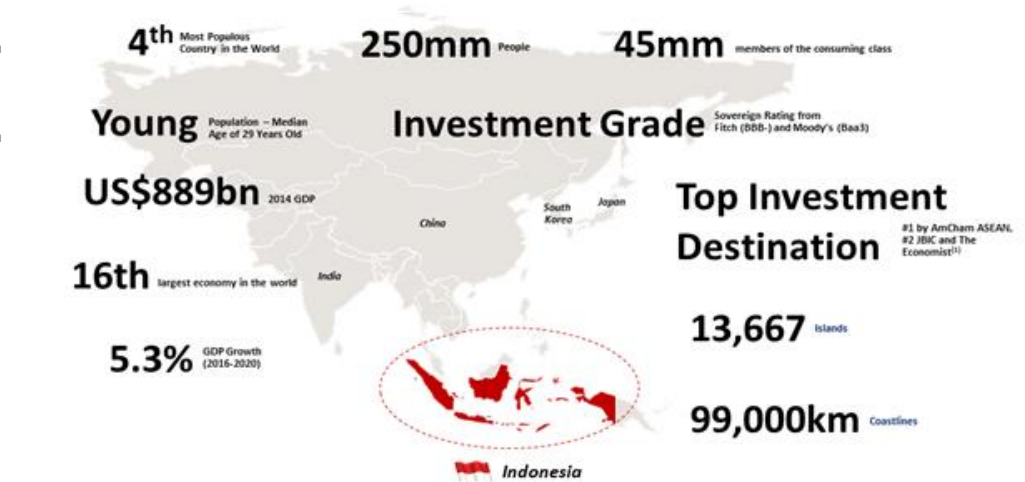 4th Most Populous
Country in the World
250mm People
45mm members of the consuming class
Young Population – Median
Age of 29 Years Old
Investment Grade Sovereign Rating from
Fitch (BBB-) and Moody's (Baa3)
US$889bn 2014 GDP
China
South
Korea
Japan
Top Investment
Destination #1 by AmCham ASEAN,
#2 JBIC and The
Economist(1)
16th largest economy in the world
India
13,667 Islands
5.3% GDP Growth
(2016-2020)
99,000km Coastlines
Indonesia